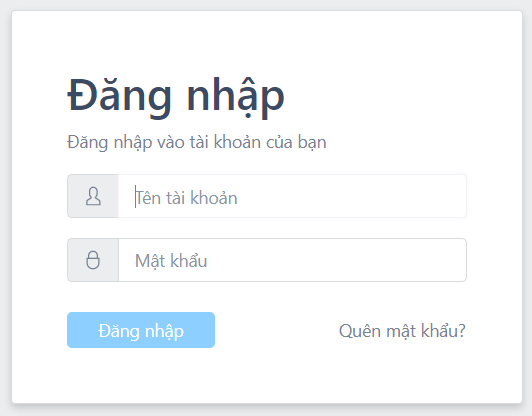 Đăng nhập
Đăng nhập vào tài khoản của bạn
Tên tài khoản
Mật khẩu
Đăng nhập
Quên mật khẩu?